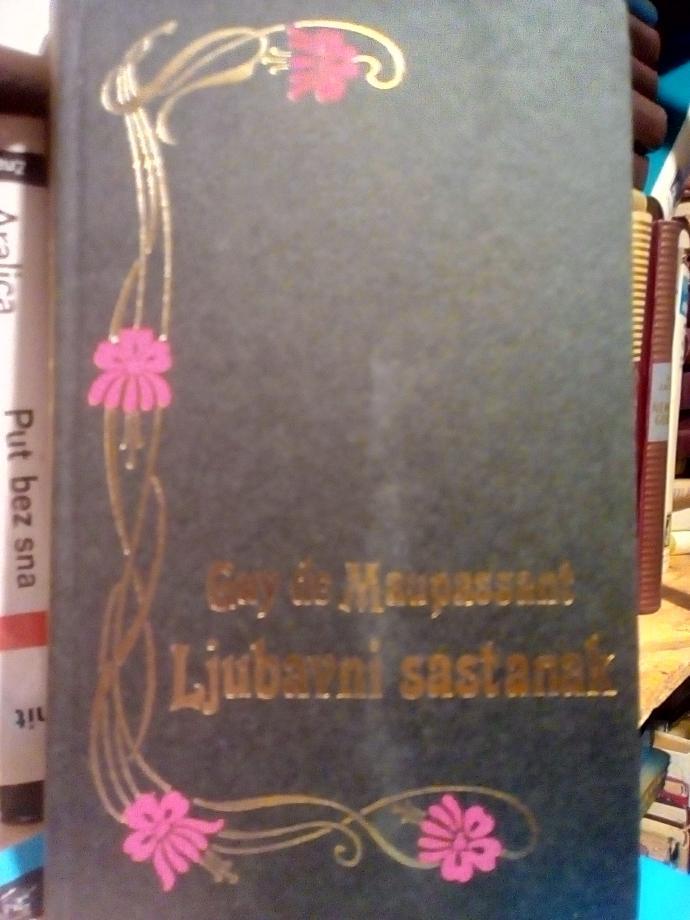 Guy de Maupassant
Ljubavni sastanak
Aralica
Put bez sna